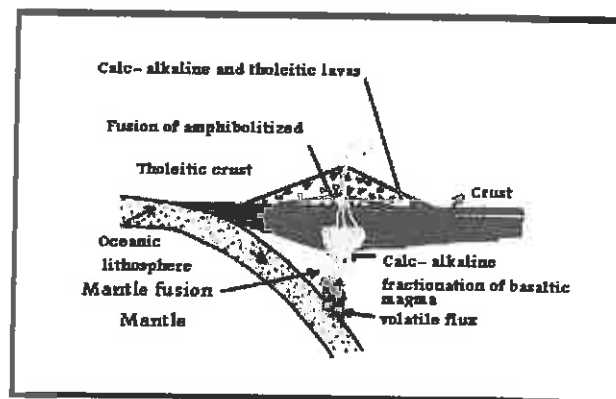 Calc-alkaline and tholeitic lavas
Fusion of amphibolitized
Tholeitic crust
Crust
Oceanic
lithosphere
Calc-alkaline
fractionation of basaltic
magma
Mantle fusion
Mantle
volatile flux